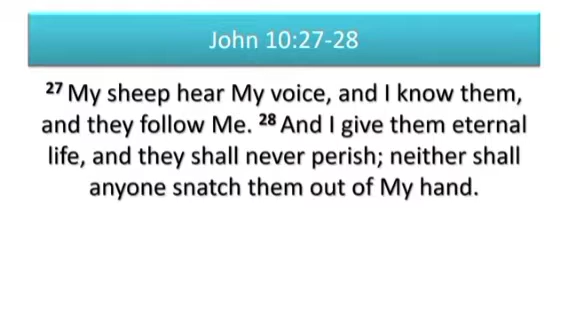 John 10:27-28
27 My sheep hear My voice, and I know them,
and they follow Me. 28 And I give them eternal
life, and they shall never perish; neither shall
anyone snatch them out of My hand.